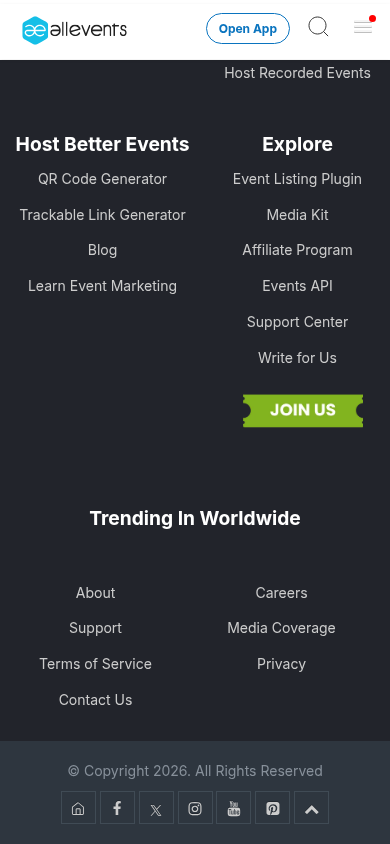 allevents
Open App
Host Recorded Events
Host Better Events
QR Code Generator
Trackable Link Generator
Blog
Learn Event Marketing
Explore
Event Listing Plugin
Media Kit
Affiliate Program
Events API
Support Center
Write for Us
JOIN US
Trending In Worldwide
About
Support
Terms of Service
Contact Us
Careers
Media Coverage
Privacy
© Copyright 2026. All Rights Reserved